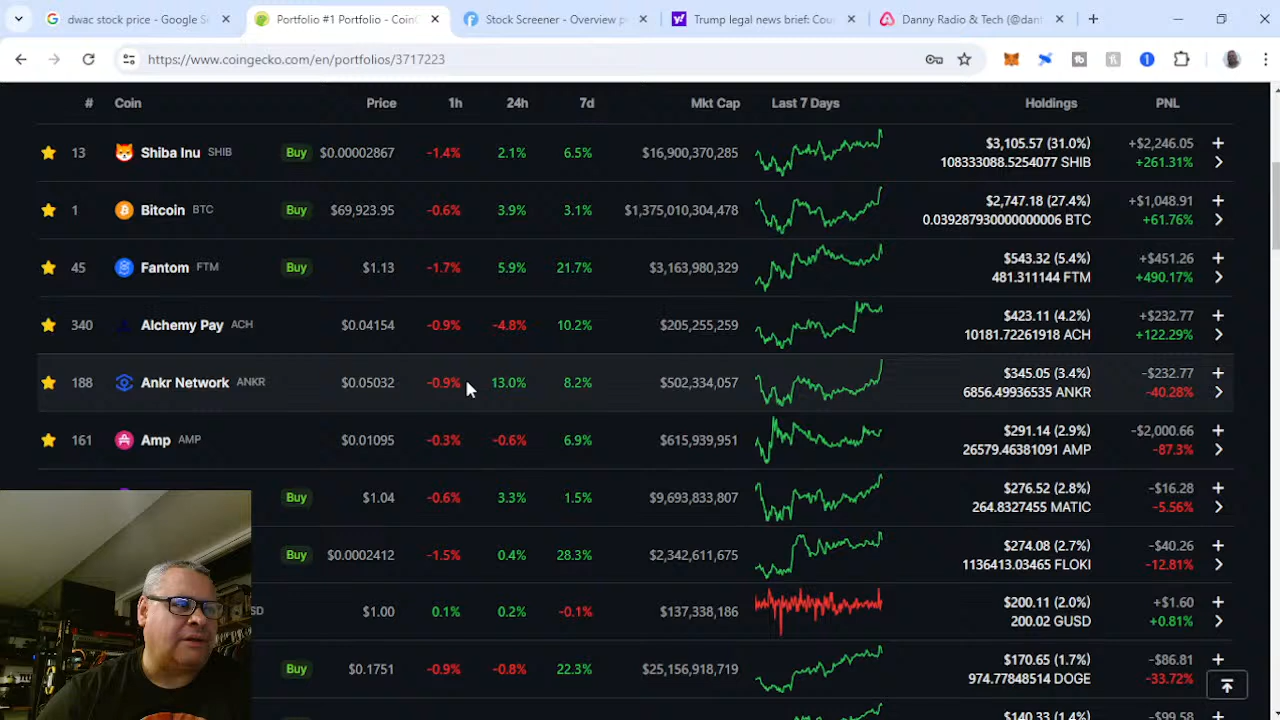 dwac stock price - Google S
Portfolio #1 Portfolio - CoinG
Stock Screener - Overview p
Trump legal news brief: Cou
Danny Radio & Tech (@dant
https://www.coingecko.com/en/portfolios/3717223
# Coin Price 1h 24h 7d Mkt Cap Last 7 Days Holdings PNL
13 Shiba Inu SHIB Buy $0.00002867 -1.4% 2.1% 6.5% $16,900,370,285 $3,105.57 (31.0%) +$2,246.05
108333088.5254077 SHIB +261.31%
1 Bitcoin BTC Buy $69,923.95 -0.6% 3.9% 3.1% $1,375,010,304,478 $2,747.18 (27.4%) +$1,048.91
0.039287930000000006 BTC +61.76%
45 Fantom FTM Buy $1.13 -1.7% 5.9% 21.7% $3,163,980,329 $543.32 (5.4%) +$451.26
481.311144 FTM +490.17%
340 Alchemy Pay ACH $0.04154 -0.9% -4.8% 10.2% $205,255,259 $423.11 (4.2%) +$232.77
10181.72261918 ACH +122.29%
188 Ankr Network ANKR $0.05032 -0.9% 13.0% 8.2% $502,334,057 $345.05 (3.4%) -$232.77
6856.49936535 ANKR -40.28%
161 Amp AMP $0.01095 -0.3% -0.6% 6.9% $615,939,951 $291.14 (2.9%) -$2,000.66
26579.46381091 AMP -87.3%
Buy $1.04 -0.6% 3.3% 1.5% $9,693,833,807 $276.52 (2.8%) -$16.28
264.8327455 MATIC -5.56%
Buy $0.0002412 -1.5% 0.4% 28.3% $2,342,611,675 $274.08 (2.7%) -$40.26
1136413.03465 FLOKI -12.81%
SD $1.00 0.1% 0.2% -0.1% $137,338,186 $200.11 (2.0%) +$1.60
200.02 GUSD +0.81%
Buy $0.1751 -0.9% -0.8% 22.3% $25,156,918,719 $170.65 (1.7%) -$86.81
974.77848514 DOGE -33.72%
$140.33 (1.4%) -$99.58